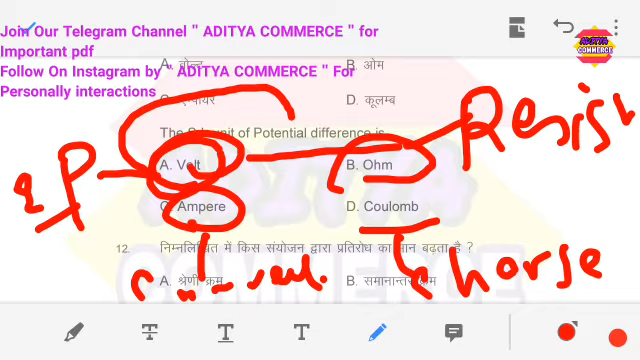 Join Our Telegram Channel " ADITYA COMMERCE" for
Important pdf
Follow On Instagram by " ADITYA COMMERCE" For
Personally interactions
A. वोल्ट B. ओम
D. कूलम्ब
The unit of Potential difference is
A. Volt B. Ohm
C. Ampere D. Coulomb
12. निम्नलिखित में किस संयोजन द्वारा प्रतिरोध का मान बढ़ता है ?
A. श्रेणी क्रम B. समानान्तर क्रम
Resist
P
ADITYA
COMMERCE